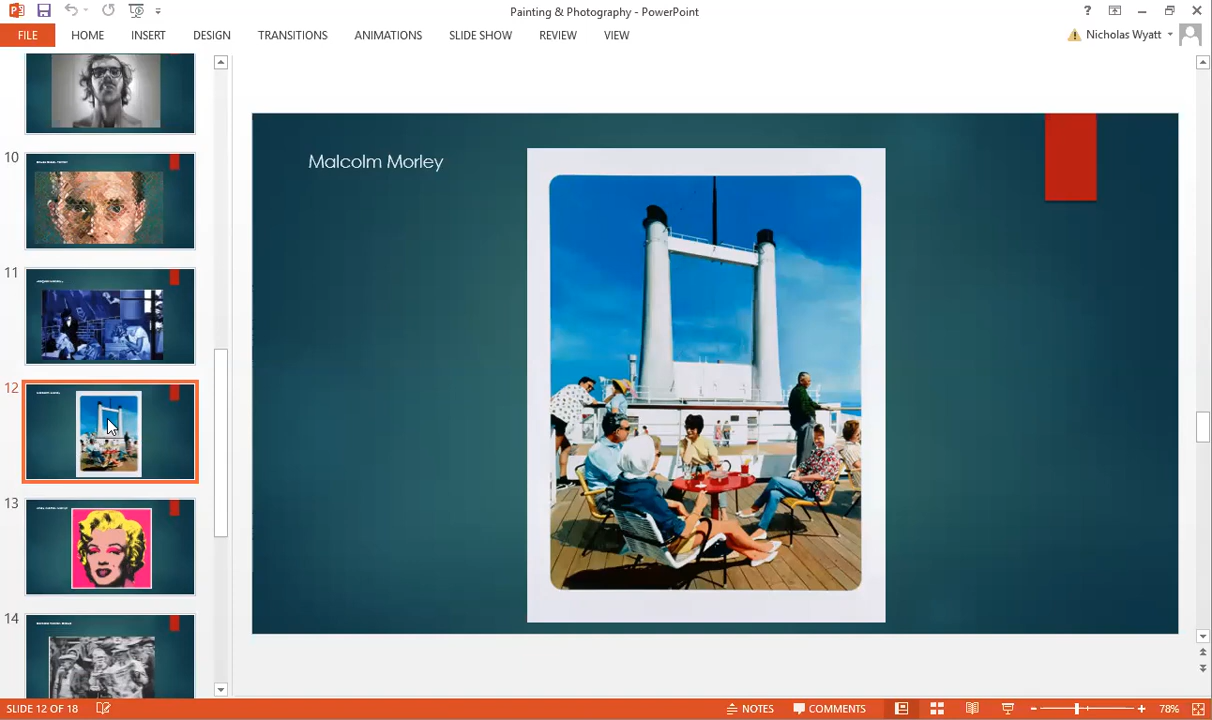 Painting & Photography - PowerPoint
?
FILE HOME INSERT DESIGN TRANSITIONS ANIMATIONS SLIDE SHOW REVIEW VIEW
Nicholas Wyatt
10
11
12
13
14
Malcolm Morley
SLIDE 12 OF 18
NOTES COMMENTS
78%